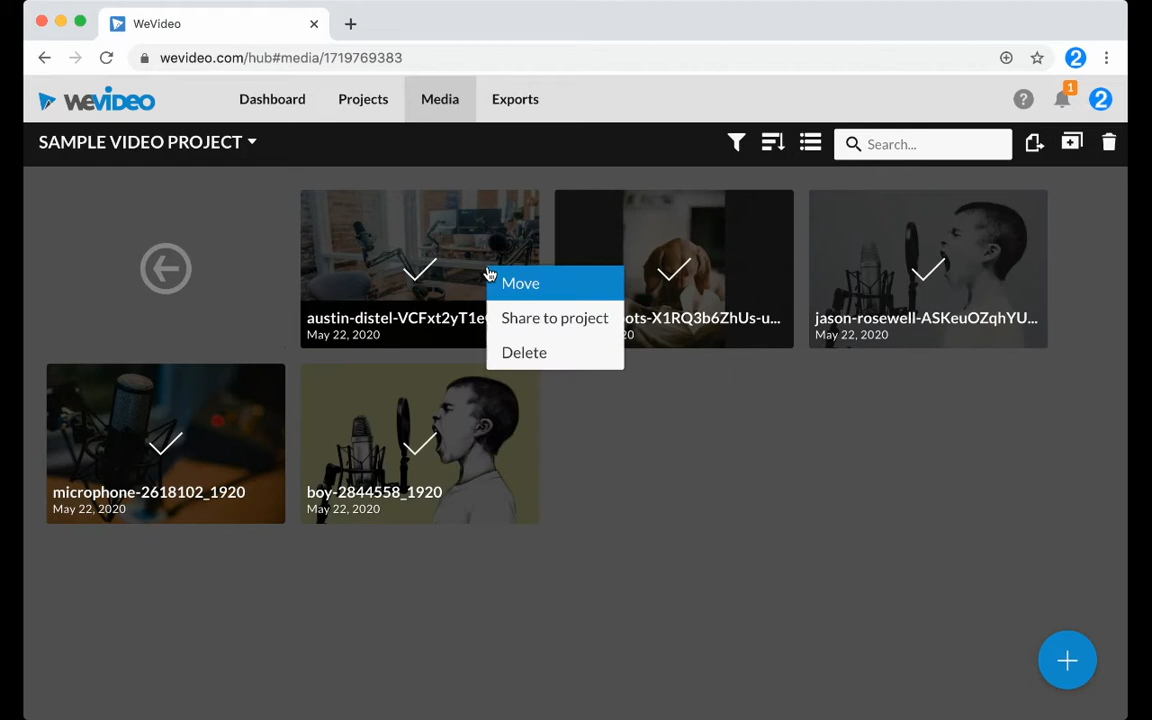 WeVideo
wevideo.com/hub#media/1719769383
2
WEVIDEO
Dashboard
Projects
Media
Exports
1
2
SAMPLE VIDEO PROJECT
Search...
Move
Share to project
Delete
austin-distel-VCFxt2yT1e
May 22, 2020
ots-X1RQ3b6ZhUs-u...
20
jason-rosewell-ASKeuOZqhYU...
May 22, 2020
microphone-2618102_1920
May 22, 2020
boy-2844558_1920
May 22, 2020